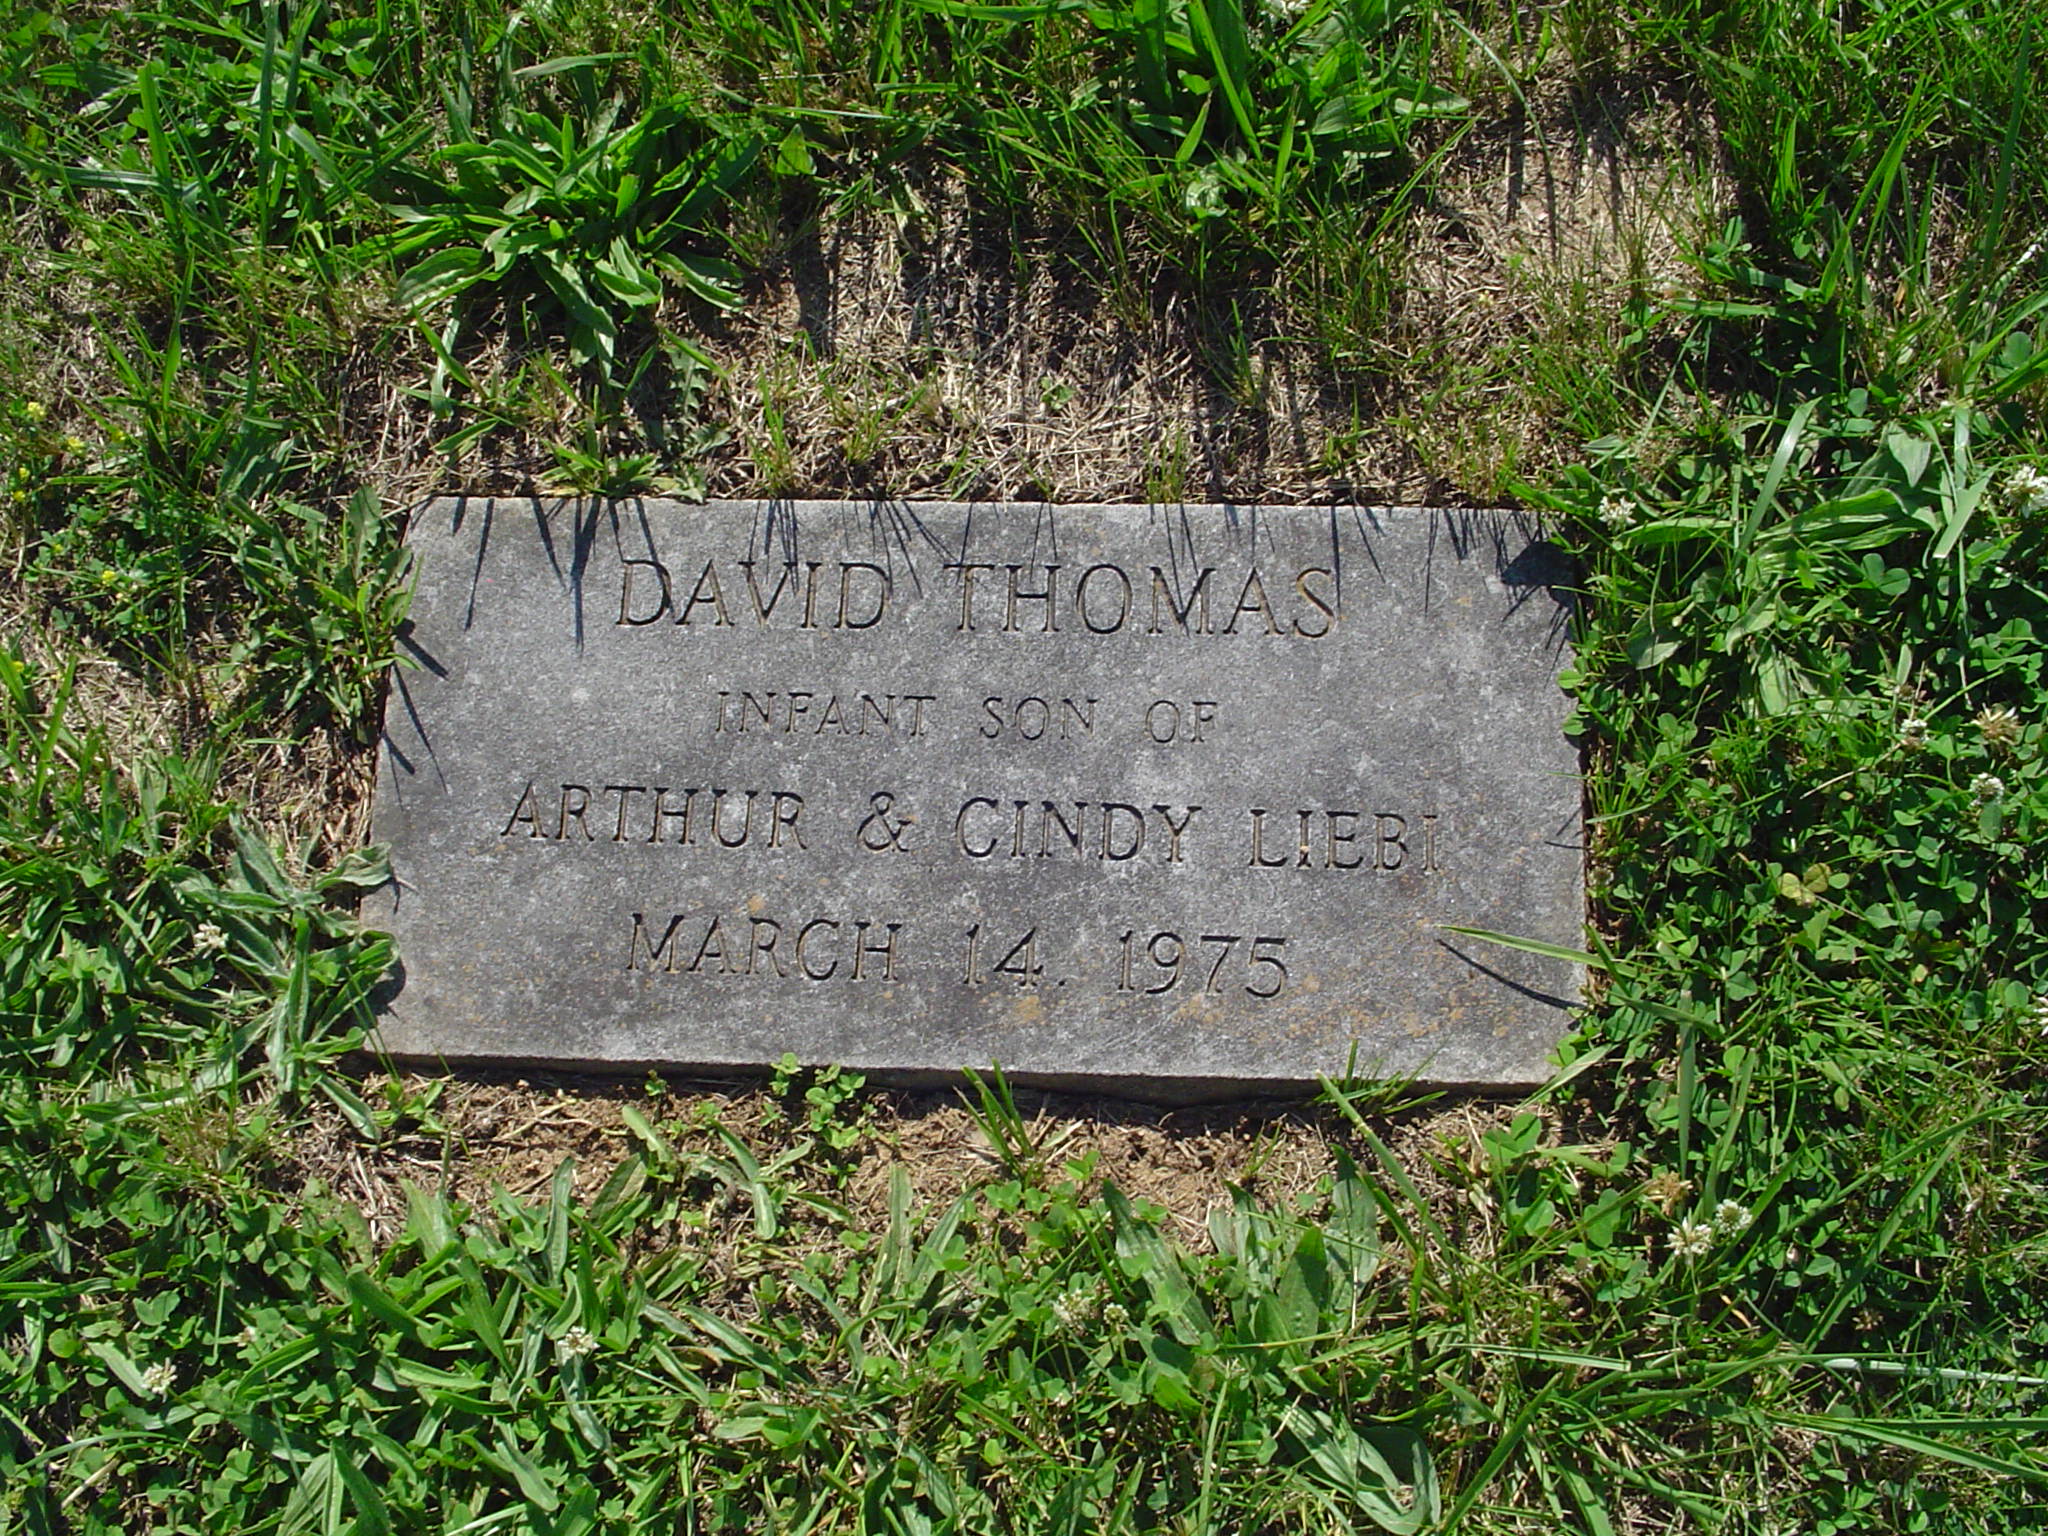 DAVID THOMAS
INFANT SON OF
ARTHUR & CINDY LIEBI
MARCH 14. 1975